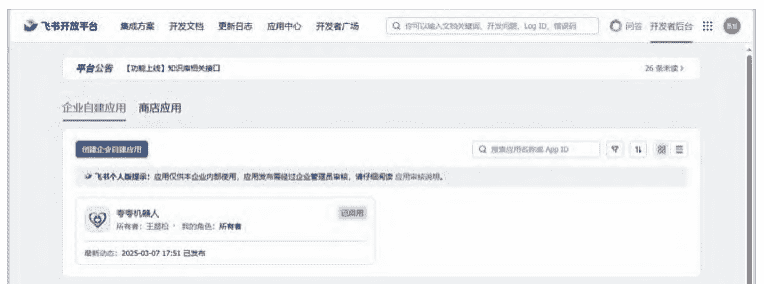 飞书开放平台 集成方案 开发文档 更新日志 应用中心 开发者广场 你可以输入文档关键词、开发问题、Log ID、错误码 问答 开发者后台
平台公告 【功能上线】知识库相关接口 26 条未读 >
企业自建应用 商店应用
创建企业自建应用 搜索应用名称或 App ID
飞书个人版提示：应用仅供本企业内部使用，应用发布需经过企业管理员审核，请仔细阅读 应用审核说明。
夸夸机器人 已启用
所有者：王 我的角色：所有者
最新动态：2025-03-07 17:51 已发布